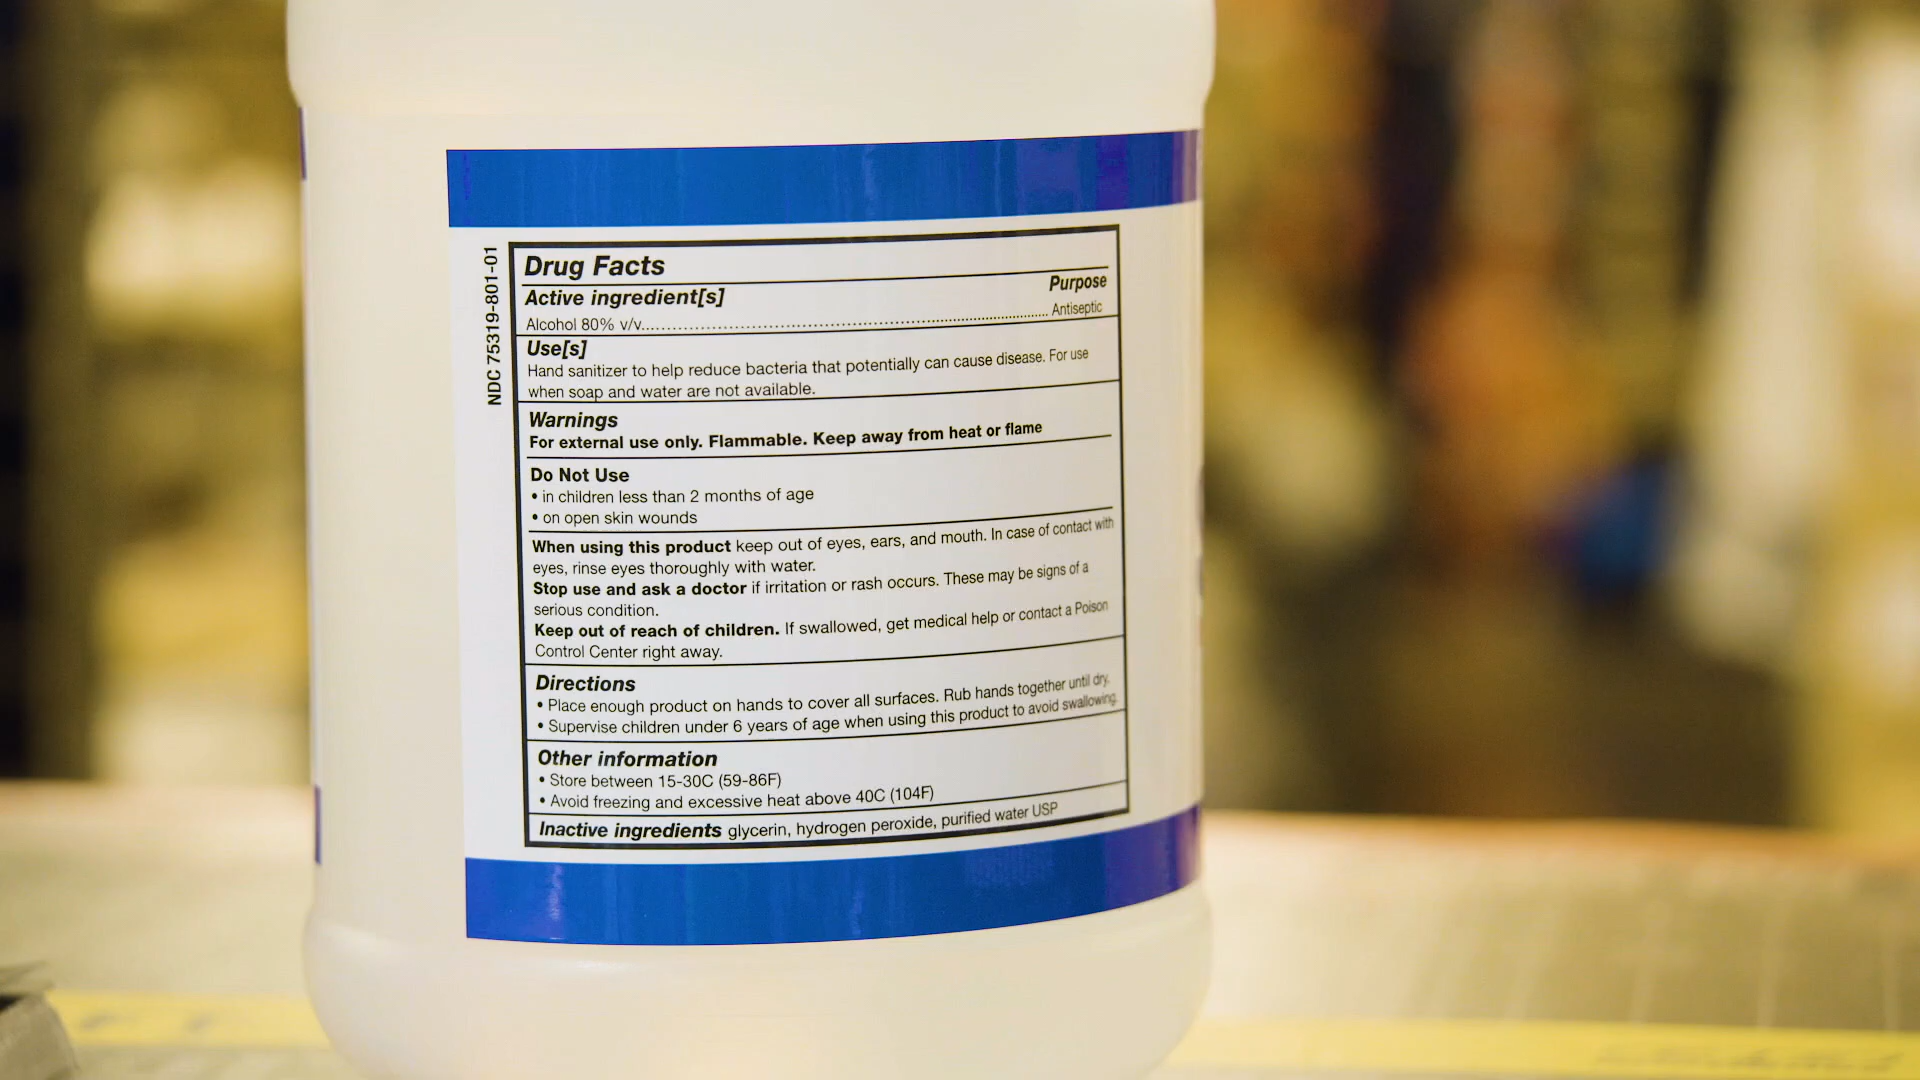 NDC 75319-801-01
Drug Facts
Active ingredient[s] Purpose
Alcohol 80% v/v........................................................................................ Antiseptic
Use[s]
Hand sanitizer to help reduce bacteria that potentially can cause disease. For use
when soap and water are not available.
Warnings
For external use only. Flammable. Keep away from heat or flame
Do Not Use
• in children less than 2 months of age
• on open skin wounds
When using this product keep out of eyes, ears, and mouth. In case of contact with
eyes, rinse eyes thoroughly with water.
Stop use and ask a doctor if irritation or rash occurs. These may be signs of a
serious condition.
Keep out of reach of children. If swallowed, get medical help or contact a Poison
Control Center right away.
Directions
• Place enough product on hands to cover all surfaces. Rub hands together until dry.
• Supervise children under 6 years of age when using this product to avoid swallowing.
Other information
• Store between 15-30C (59-86F)
• Avoid freezing and excessive heat above 40C (104F)
Inactive ingredients glycerin, hydrogen peroxide, purified water USP